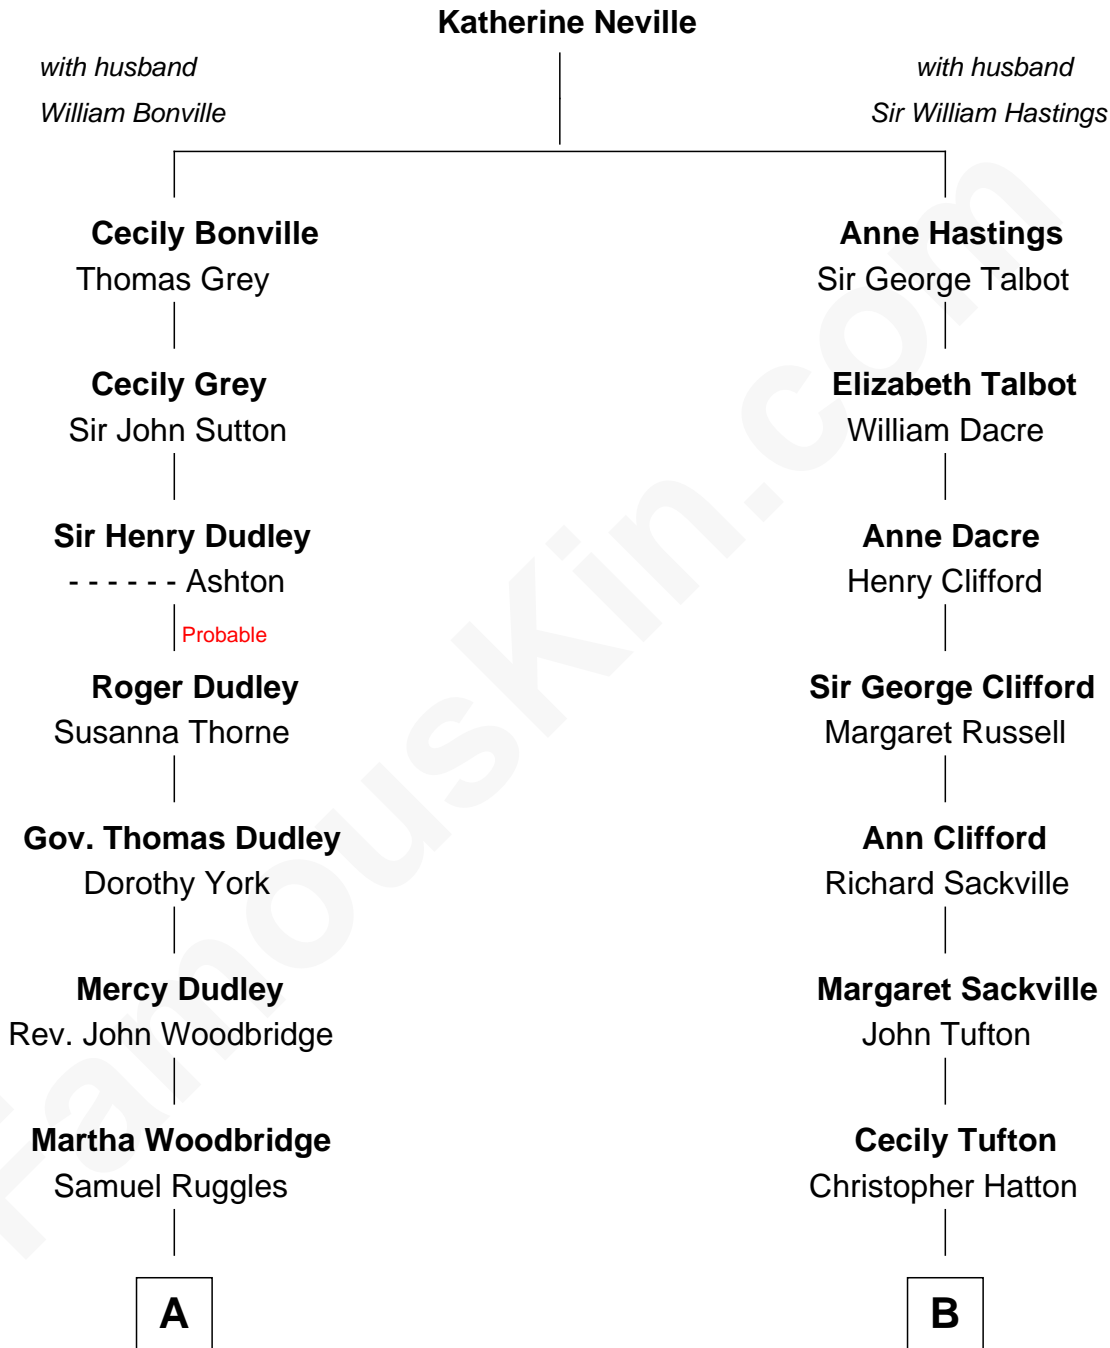 Katherine Neville
with husband
William Bonville
with husband
Sir William Hastings
Cecily Bonville
Thomas Grey
Anne Hastings
Sir George Talbot
Cecily Grey
Sir John Sutton
Elizabeth Talbot
William Dacre
Sir Henry Dudley
- - - - - - Ashton
Anne Dacre
Henry Clifford
Probable
Roger Dudley
Susanna Thorne
Sir George Clifford
Margaret Russell
Gov. Thomas Dudley
Dorothy York
Ann Clifford
Richard Sackville
Mercy Dudley
Rev. John Woodbridge
Margaret Sackville
John Tufton
Martha Woodbridge
Samuel Ruggles
Cecily Tufton
Christopher Hatton
A
B
FamousKin.com